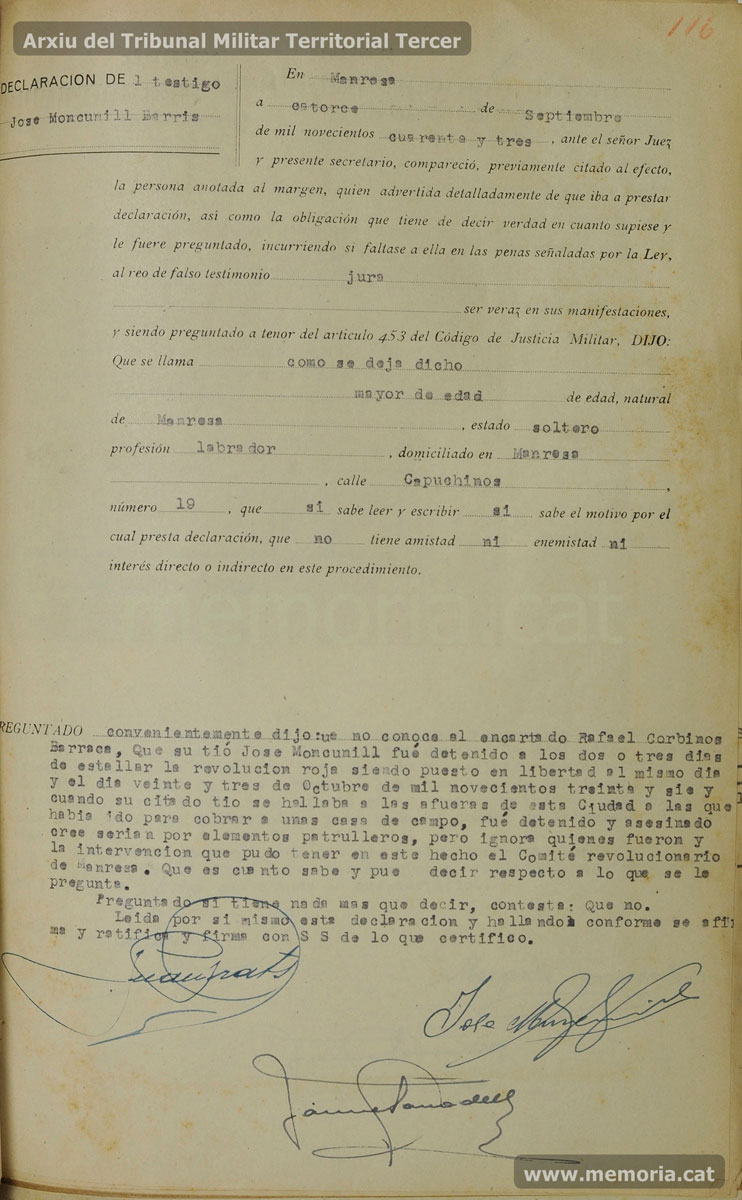 Arxiu del Tribunal Militar Territorial Tercer
116
DECLARACION DE l testigo
Jose Moncunill Barris
En Manresa
a catorce de Septiembre
de mil novecientos cuarenta y tres, ante el señor Juez
y presente secretario, compareció, previamente citado al efecto,
la persona anotada al margen, quien advertida detalladamente de que iba a prestar
declaración, asi como la obligación que tiene de decir verdad en cuanto supiese y
le fuere preguntado, incurriendo si faltase a ella en las penas señaladas por la Ley,
al reo de falso testimonio jura
ser veraz en sus manifestaciones,
y siendo preguntado a tenor del articulo 453 del Código de Justicia Militar, DIJO:
Que se llama como se deja dicho
mayor de edad de edad, natural
de Manresa, estado soltero
profesión labrador, domiciliado en Manresa
, calle Capuchinos,
número 19, que si sabe leer y escribir si sabe el motivo por el
cual presta declaración, que no tiene amistad ni enemistad ni
interés directo o indirecto en este procedimiento.
REGUNTADO convenientemente dijo:ue no conoce al encartado Rafael Corbinos
Barraca, Que su tió Jose Moncunill fué detenido a los dos o tres dias
de estallar la revolucion roja siendo puesto en libertad al mismo dia
y el dia veinte y tres de Octubre de mil novecientos treinta y sie y
cuando su citado tio se hallaba a las afueras de esta Ciudad a las que
habia ido para cobrar a unas casa de campo, fué detenido y asesinado
cree serian por elementos patrulleros, pero ignora quienes fueron y
la intervencion que pudo tener en este hecho el Comité revolucionario
de Manresa. Que es cuanto sabe y pue decir respecto a lo que se le
pregunta.
Preguntado si tiene nada mas que decir, contesta: Que no.
Leida por si mismo esta declaracion y hallando conforme se afir
ma y ratifica y firma con S S de lo que certifico.
www.memoria.cat